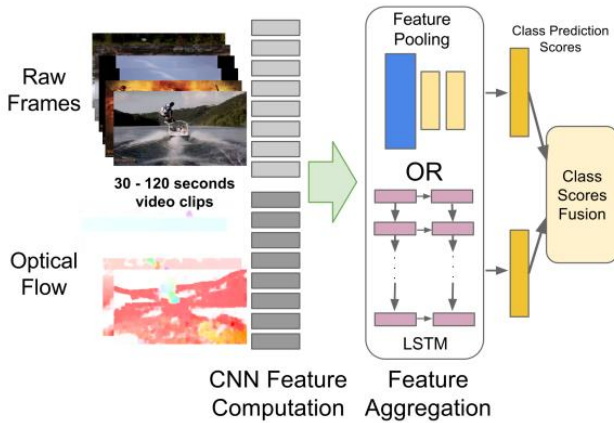 Raw
Frames
30 - 120 seconds
video clips
Optical
Flow
CNN Feature
Computation
Feature
Pooling
OR
LSTM
Feature
Aggregation
Class Prediction
Scores
Class
Scores
Fusion